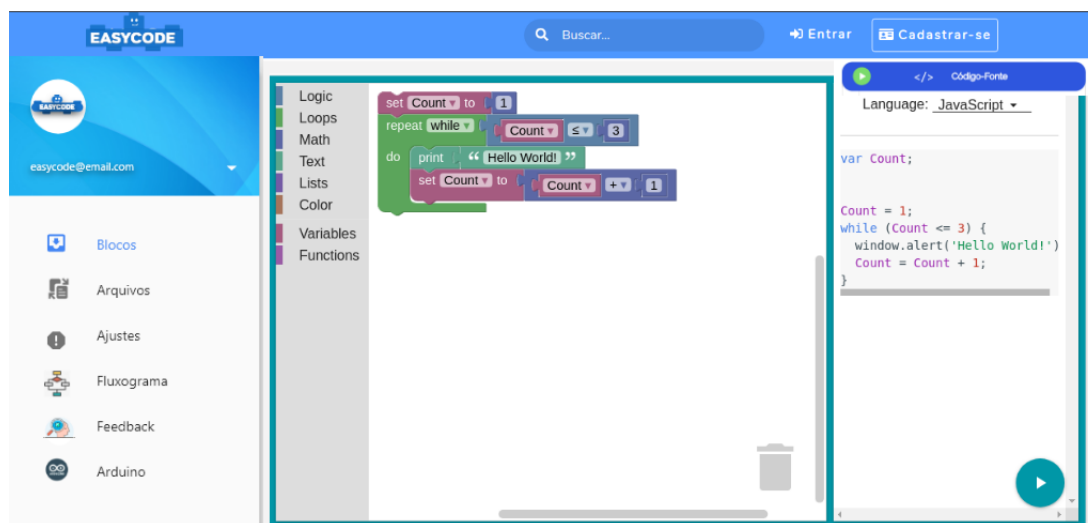 EASYCODE
Buscar...
Entrar
Cadastrar-se
EASYCODE
easycode@email.com
Blocos
Arquivos
Ajustes
Fluxograma
Feedback
Arduino
Logic
Loops
Math
Text
Lists
Color
Variables
Functions
set Count to 1
repeat while Count ≤ 3
do print “ Hello World! ”
set Count to Count + 1
</> Código-Fonte
Language: JavaScript
var Count;
Count = 1;
while (Count <= 3) {
window.alert('Hello World!')
Count = Count + 1;
}